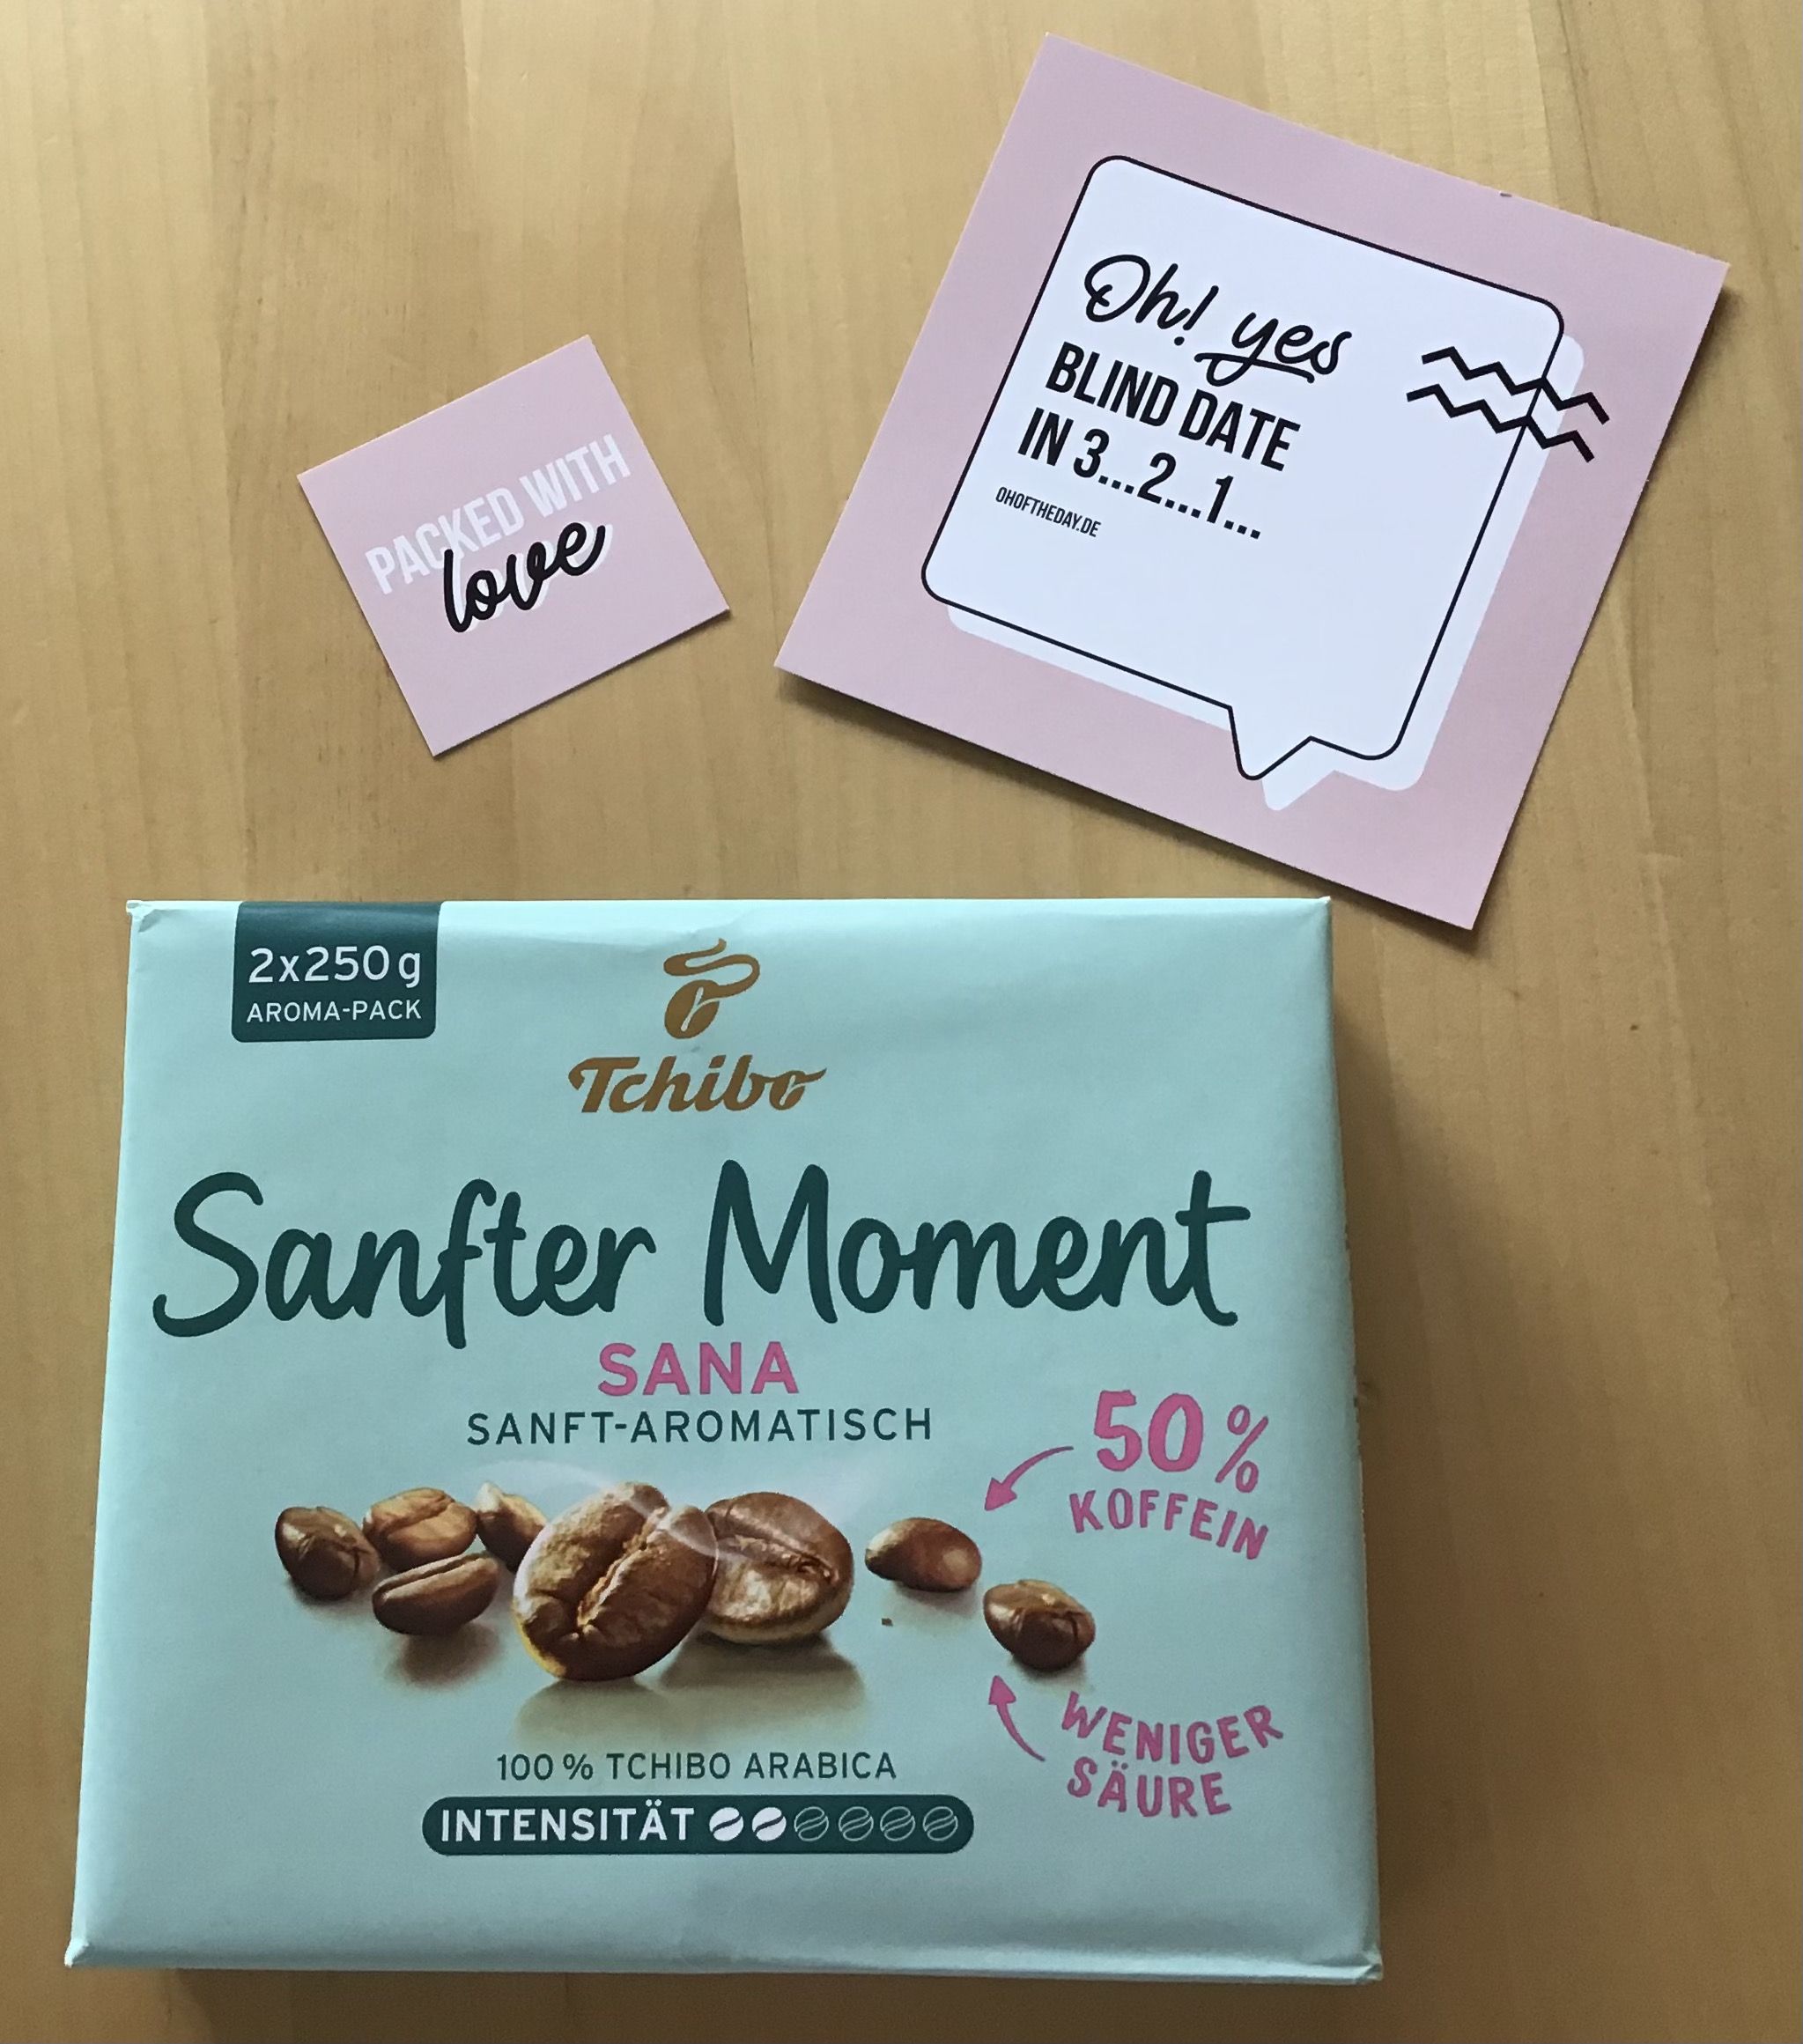 Oh! yes
BLIND DATE
IN 3...2...1...
OHOFTHEDAY.DE
PACKED WITH
love
2x250 g
AROMA-PACK
Tchibo
Sanfter Moment
SANA
SANFT-AROMATISCH
50 %
KOFFEIN
WENIGER
SÄURE
100 % TCHIBO ARABICA
INTENSITÄT